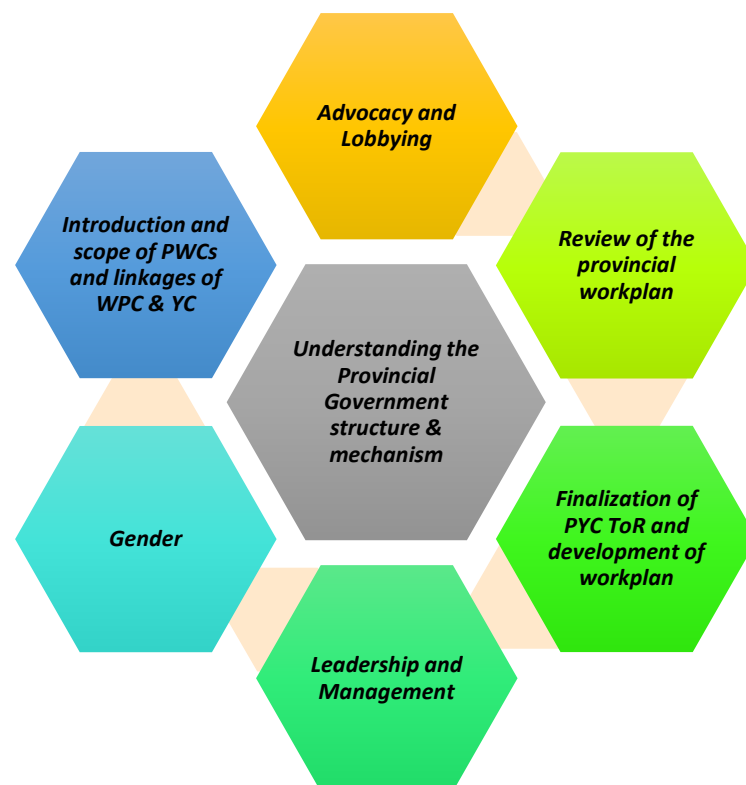 Advocacy and
Lobbying
Introduction and
scope of PWCs
and linkages of
WPC & YC
Review of the
provincial
workplan
Understanding the
Provincial
Government
structure &
mechanism
Gender
Finalization of
PYC ToR and
development of
workplan
Leadership and
Management